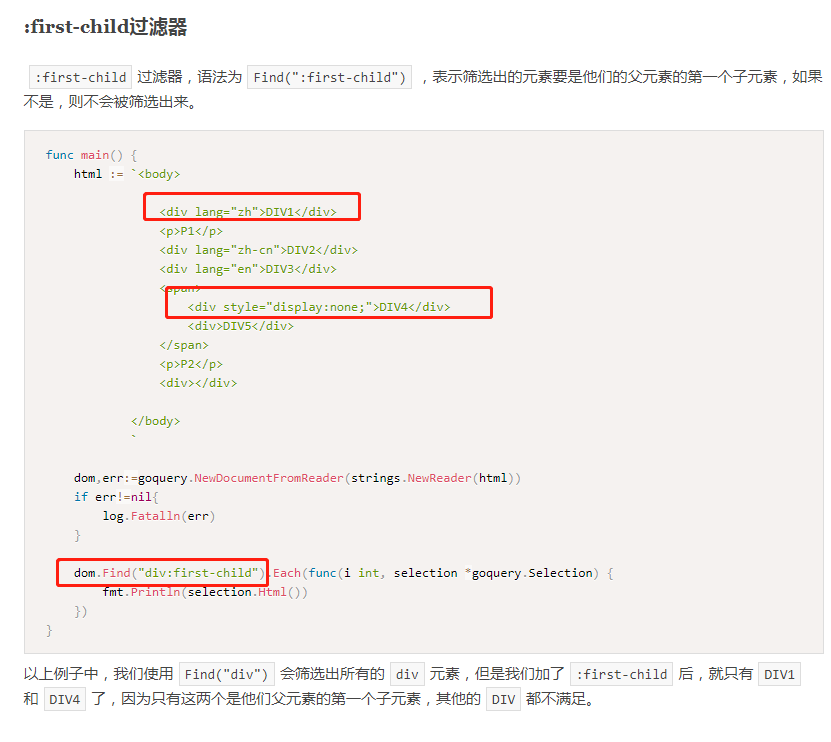 :first-child过滤器
:first-child 过滤器，语法为 Find(":first-child") ，表示筛选出的元素要是他们的父元素的第一个子元素，如果
不是，则不会被筛选出来。
func main() {
html := `<body>
<div lang="zh">DIV1</div>
<p>P1</p>
<div lang="zh-cn">DIV2</div>
<div lang="en">DIV3</div>
<span>
<div style="display:none;">DIV4</div>
<div>DIV5</div>
</span>
<p>P2</p>
<div></div>
</body>
`
dom,err:=goquery.NewDocumentFromReader(strings.NewReader(html))
if err!=nil{
log.Fatalln(err)
}
dom.Find("div:first-child").Each(func(i int, selection *goquery.Selection) {
fmt.Println(selection.Html())
})
}
以上例子中，我们使用 Find("div") 会筛选出所有的 div 元素，但是我们加了 :first-child 后，就只有 DIV1
和 DIV4 了，因为只有这两个是他们父元素的第一个子元素，其他的 DIV 都不满足。